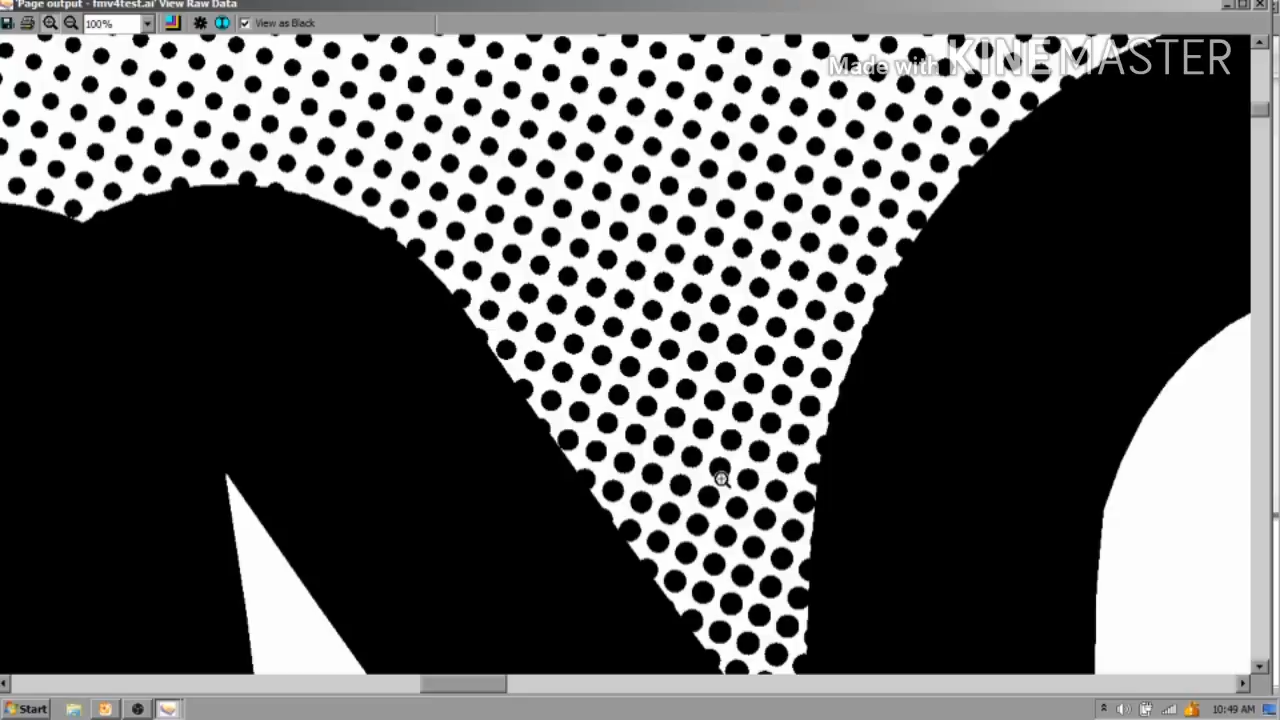 'Page output - fmv4test.ai' View Raw Data
100%
View as Black
Made with KINEMASTER
Start
10:49 AM